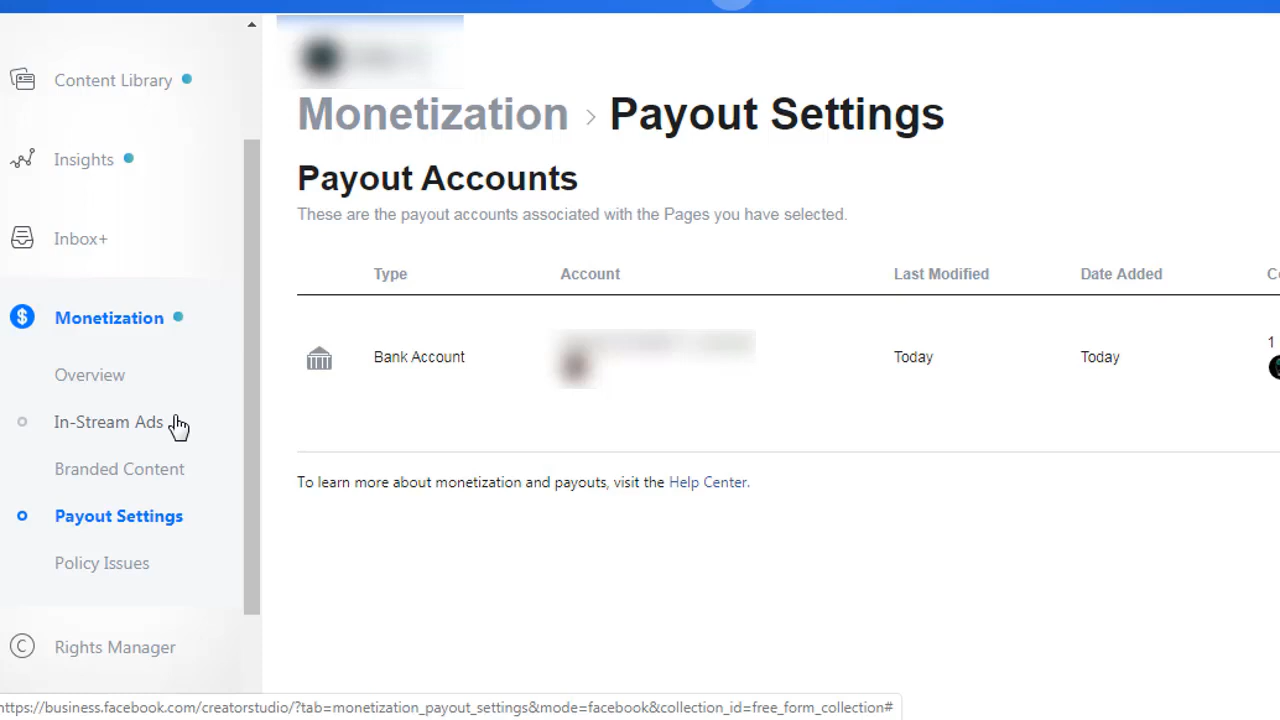 Content Library
Insights
Inbox+
Monetization
Overview
In-Stream Ads
Branded Content
Payout Settings
Policy Issues
Rights Manager
Monetization > Payout Settings
Payout Accounts
These are the payout accounts associated with the Pages you have selected.
Type Account Last Modified Date Added
Bank Account Today Today 1
To learn more about monetization and payouts, visit the Help Center.
https://business.facebook.com/creatorstudio/?tab=monetization_payout_settings&mode=facebook&collection_id=free_form_collection#